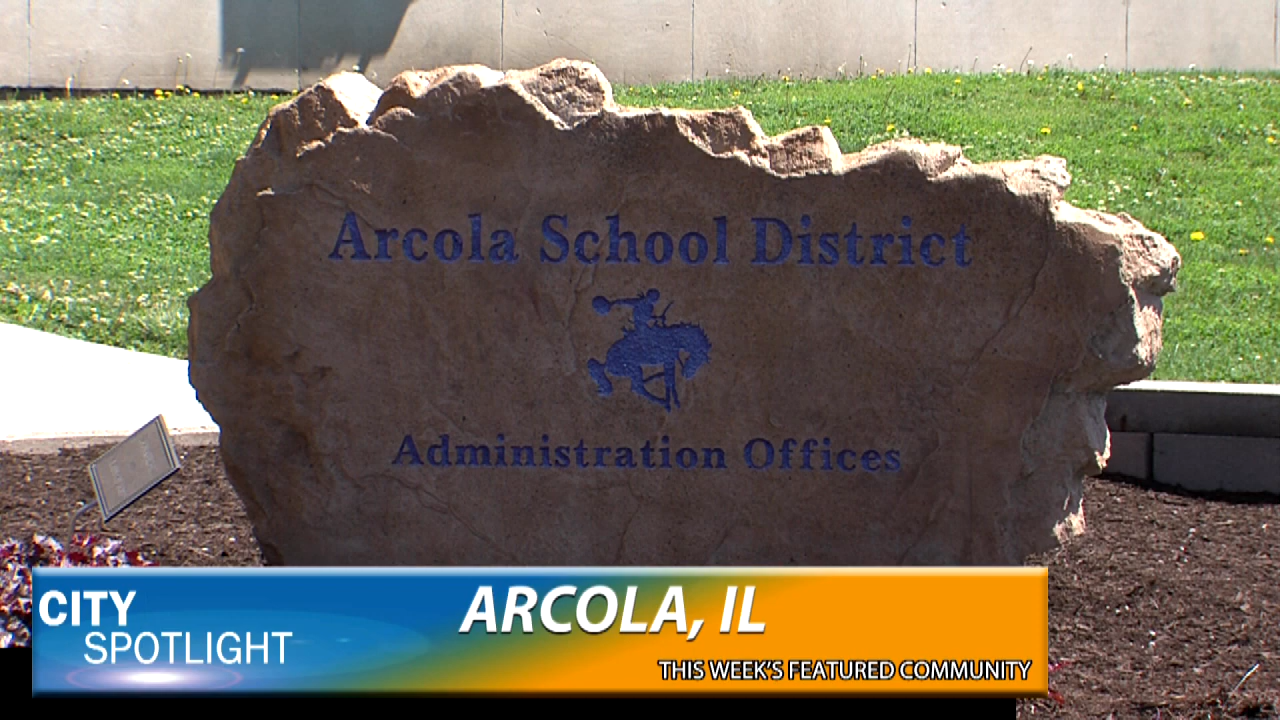 Arcola School District
Administration Offices
CITY
SPOTLIGHT
ARCOLA, IL
THIS WEEK'S FEATURED COMMUNITY